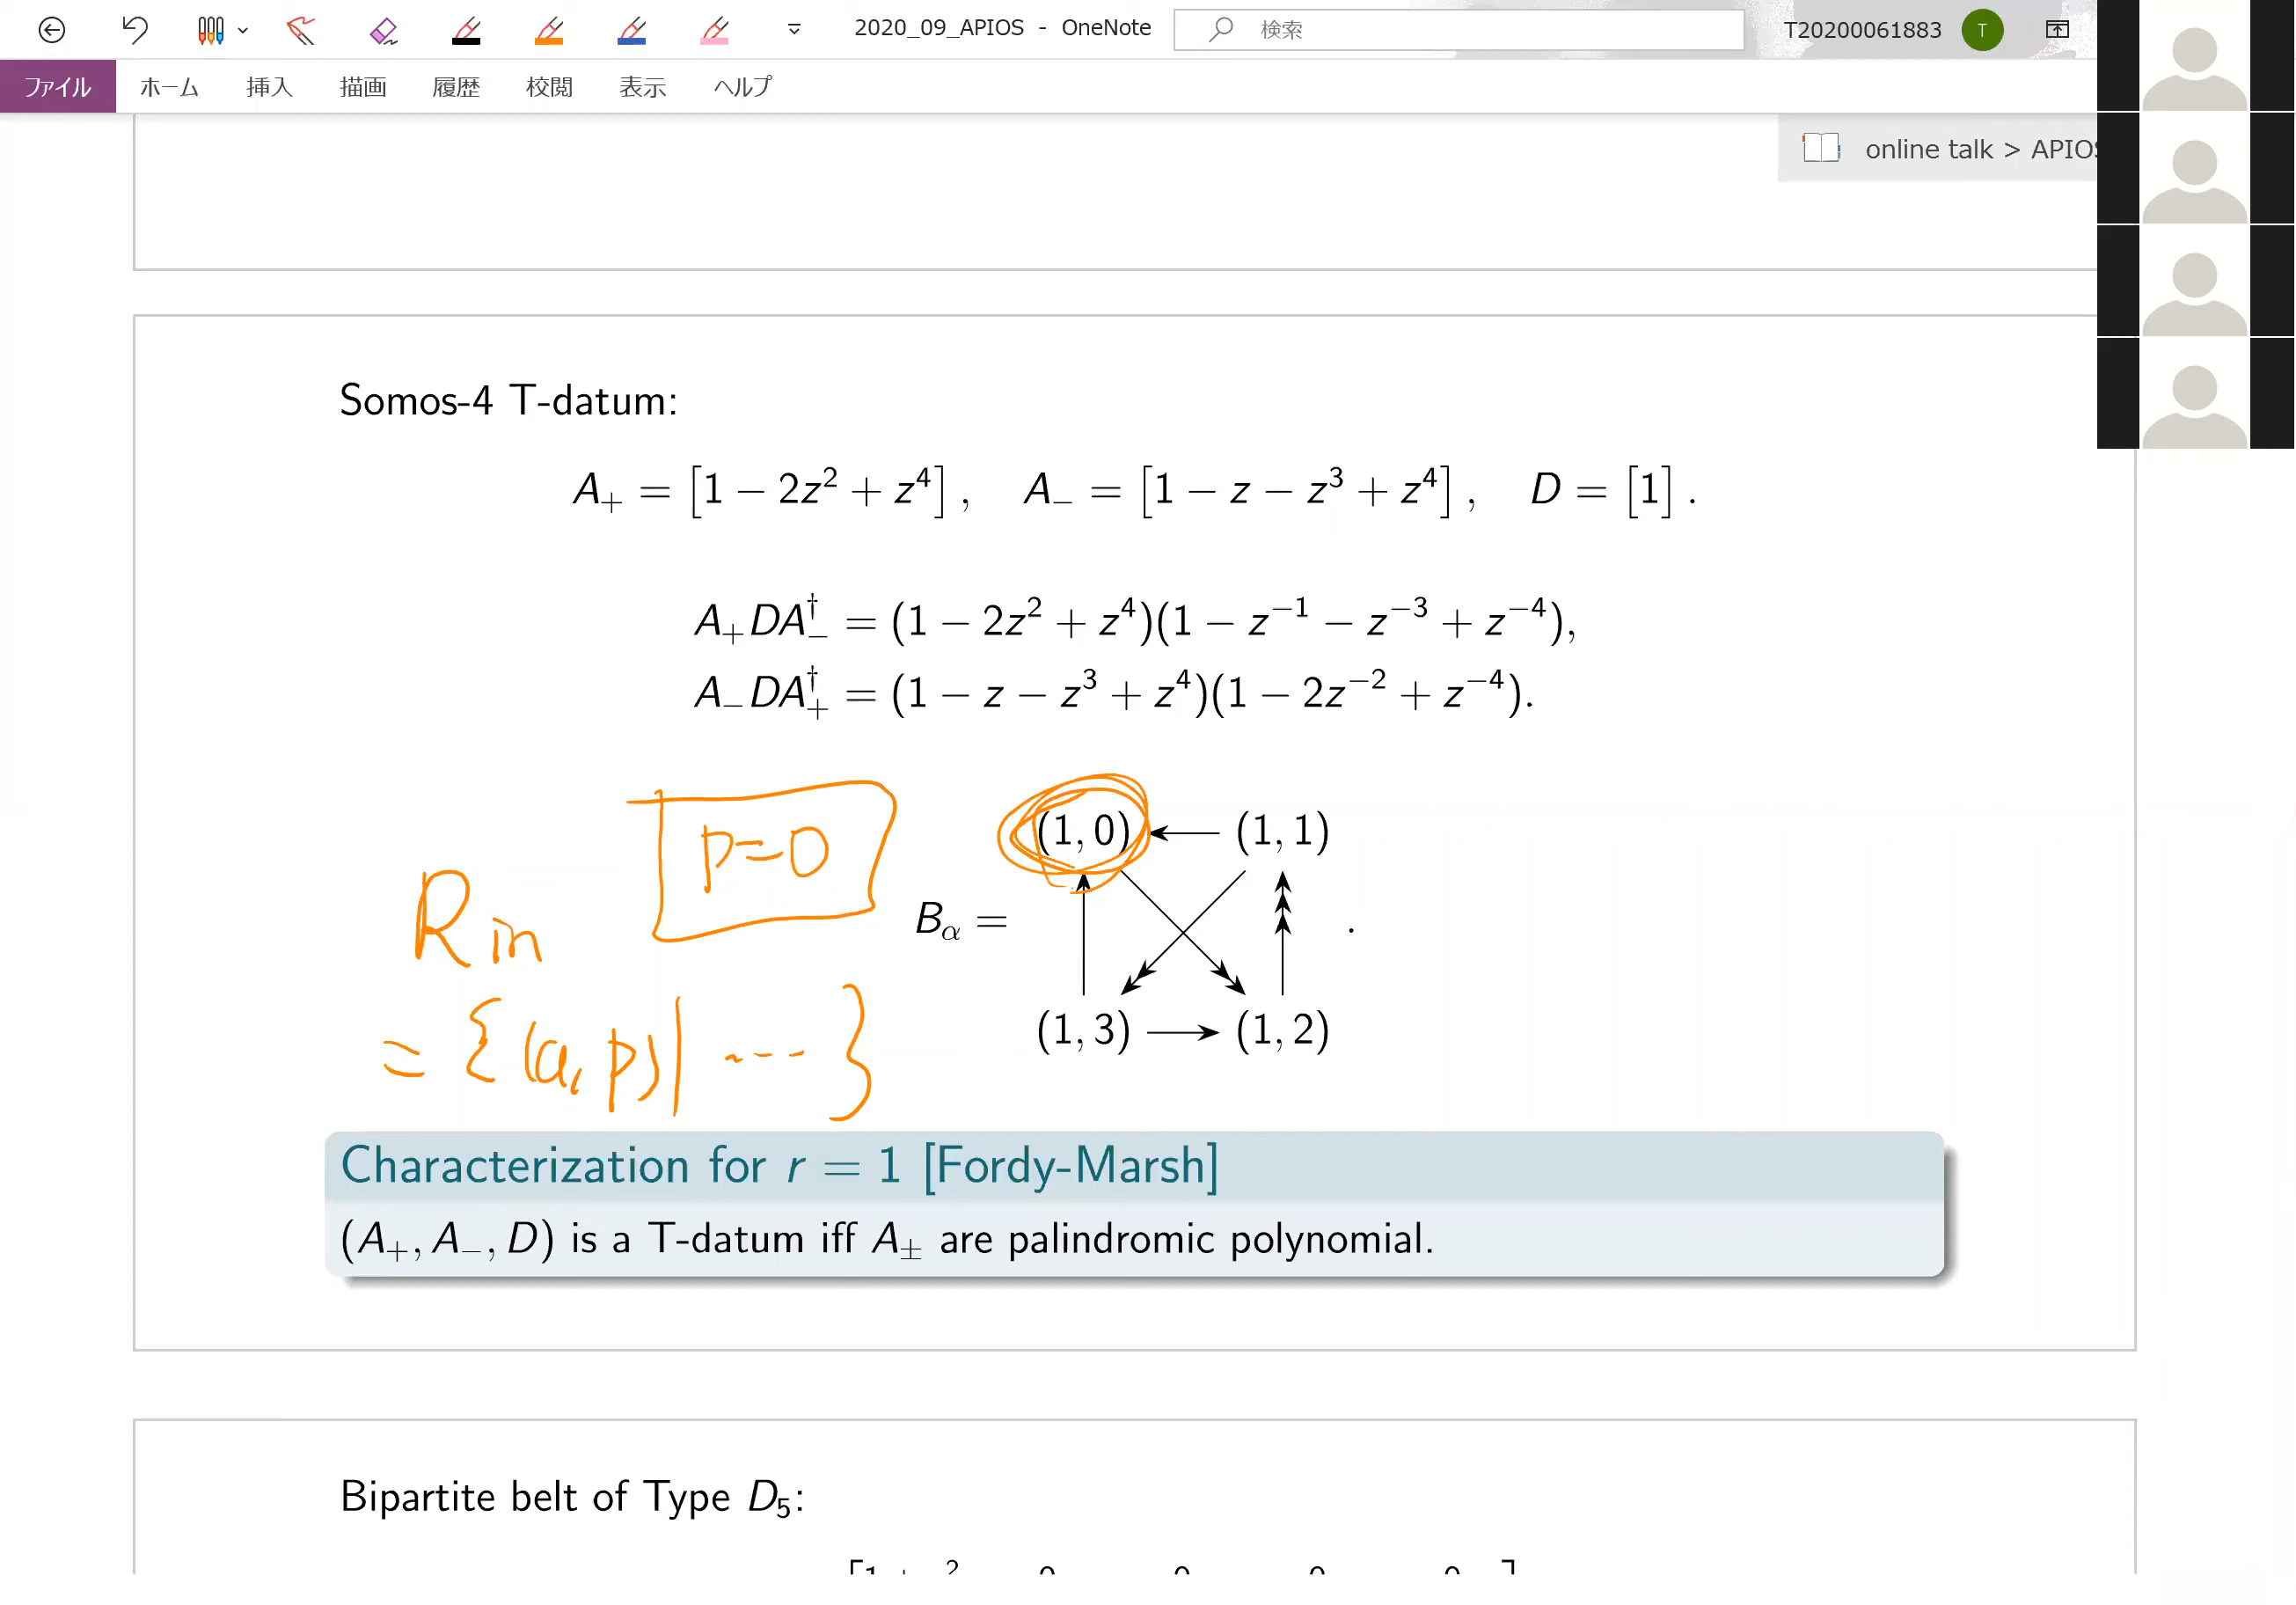 2020_09_APIOS - OneNote
検索
T20200061883
T
ファイル ホーム 挿入 描画 履歴 校閲 表示 ヘルプ
online talk > APIOS
Somos-4 T-datum:
A₊ = [1 − 2z² + z⁴], A₋ = [1 − z − z³ + z⁴], D = [1].
A₊DA₋† = (1 − 2z² + z⁴)(1 − z⁻¹ − z⁻³ + z⁻⁴),
A₋DA₊† = (1 − z − z³ + z⁴)(1 − 2z⁻² + z⁻⁴).
p=0
R in
= {(a, p) | ---}
(1, 0) (1, 1)
Bα = .
(1, 3) (1, 2)
Characterization for r = 1 [Fordy-Marsh]
(A₊, A₋, D) is a T-datum iff A± are palindromic polynomial.
Bipartite belt of Type D₅: